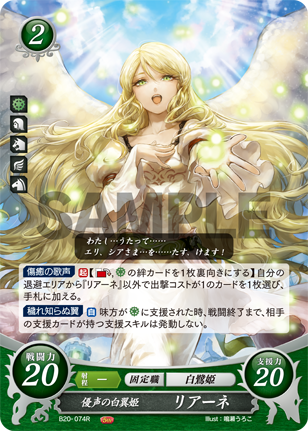 2
SAMPLE
わたし……うたって……
エリ、シアさま…を……たす、けます!
傷癒の歌声 起【、の絆カードを1枚裏向きにする】自分の
退避エリアから『リアーネ』以外で出撃コストが1のカードを1枚選び、
手札に加える。
穢れ知らぬ翼 自 味方がに支援された時、戦闘終了まで、相手
の支援カードが持つ支援スキルは発動しない。
戦闘力
20
射程 — 固定職 白鷺姫
支援力
20
優声の白翼姫 リアーネ
B20-074R
Illust.:鳴瀬うろこ